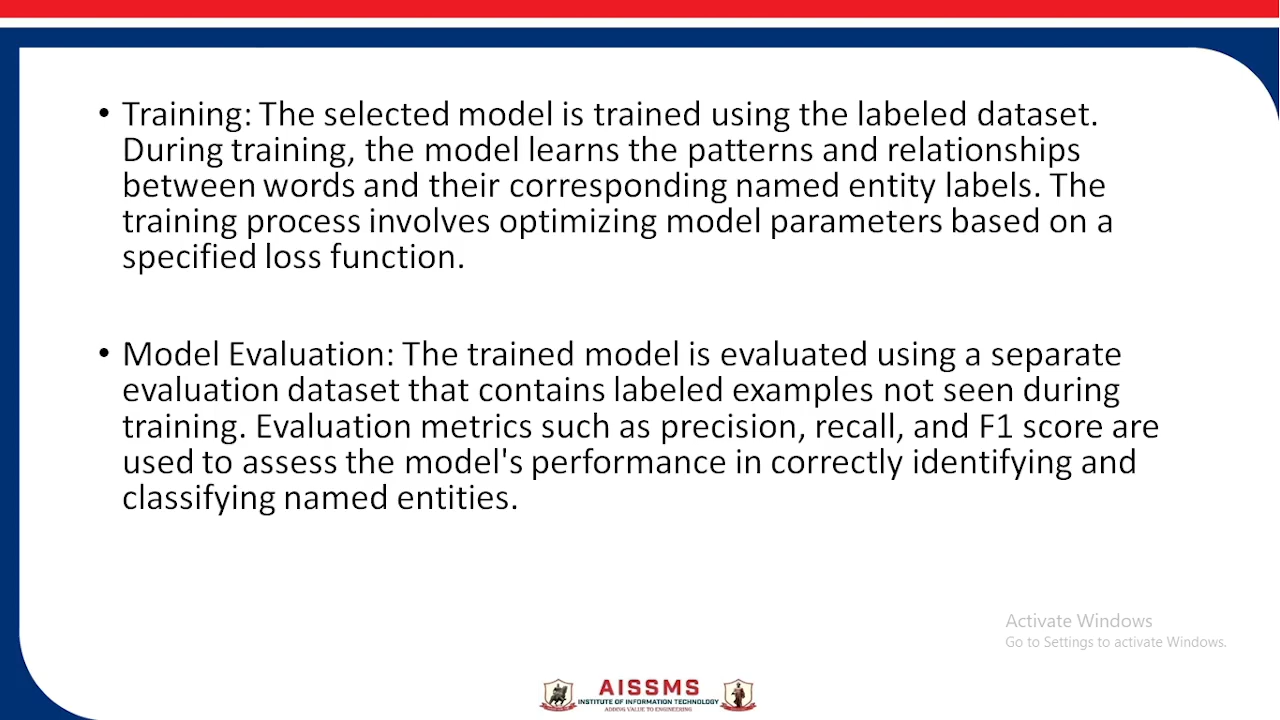 • Training: The selected model is trained using the labeled dataset.
During training, the model learns the patterns and relationships
between words and their corresponding named entity labels. The
training process involves optimizing model parameters based on a
specified loss function.
• Model Evaluation: The trained model is evaluated using a separate
evaluation dataset that contains labeled examples not seen during
training. Evaluation metrics such as precision, recall, and F1 score are
used to assess the model's performance in correctly identifying and
classifying named entities.
Activate Windows
Go to Settings to activate Windows.
AISSMS
INSTITUTE OF INFORMATION TECHNOLOGY
ADDING VALUE TO ENGINEERING